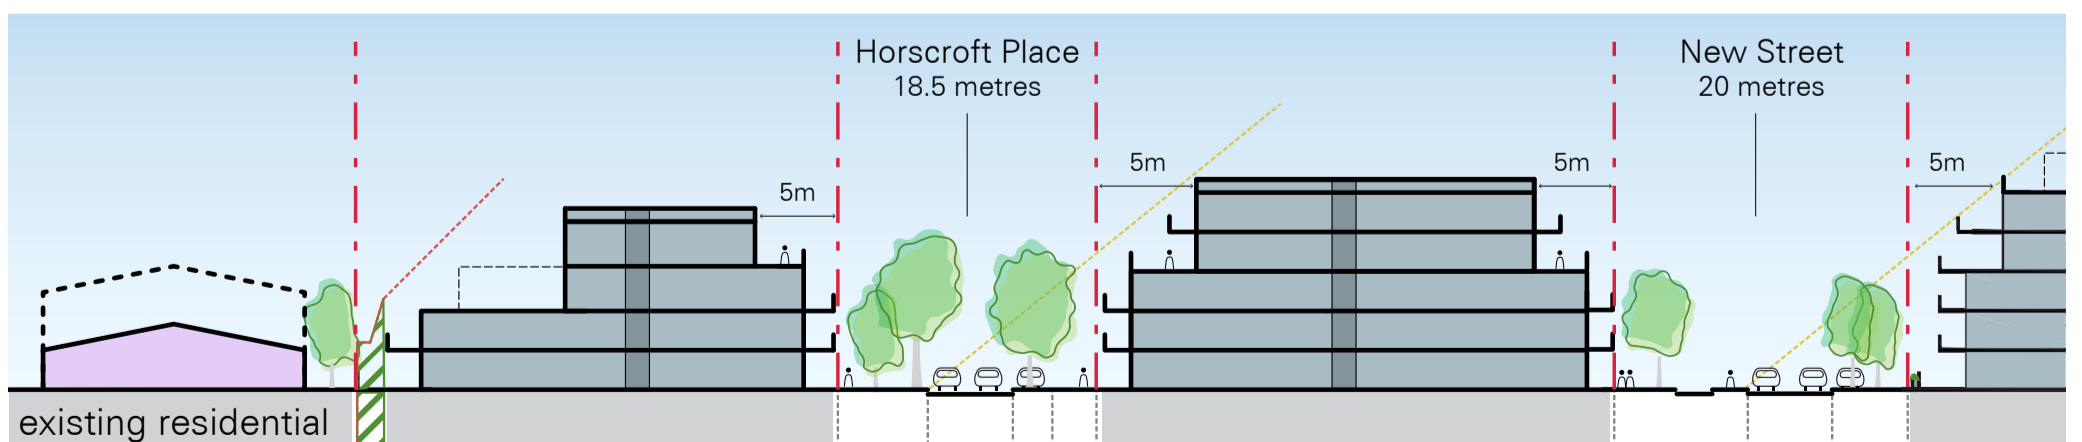 Horscroft Place
18.5 metres
New Street
20 metres
5m
5m
5m
5m
existing residential